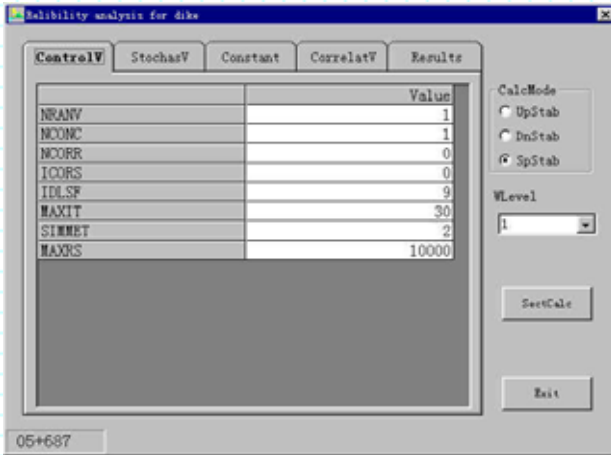 Relibility analysis for dike
ControlV StochasV Constant CorrelatV Results
Value
NRANV 1
NCONC 1
NCORR 0
ICORS 0
IDLSF 9
MAXIT 30
SIMMET 2
MAXRS 10000
CalcMode
UpStab
DnStab
SpStab
WLevel
1
SectCalc
Exit
05+687